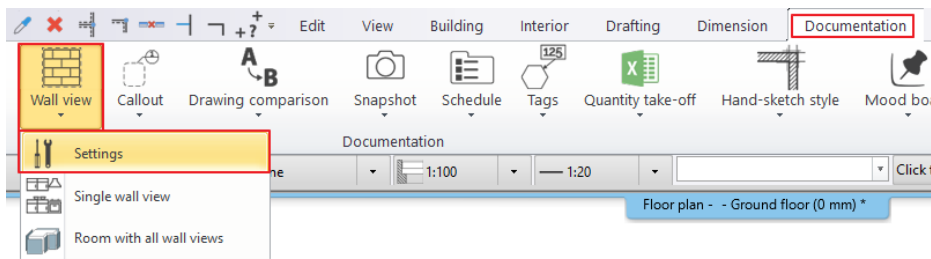 Edit View Building Interior Drafting Dimension Documentation
A B 125 X
Wall view Callout Drawing comparison Snapshot Schedule Tags Quantity take-off Hand-sketch style Mood bo
Documentation
Settings
ne 1:100 1:20 Click
Floor plan - - Ground floor (0 mm) *
Single wall view
Room with all wall views